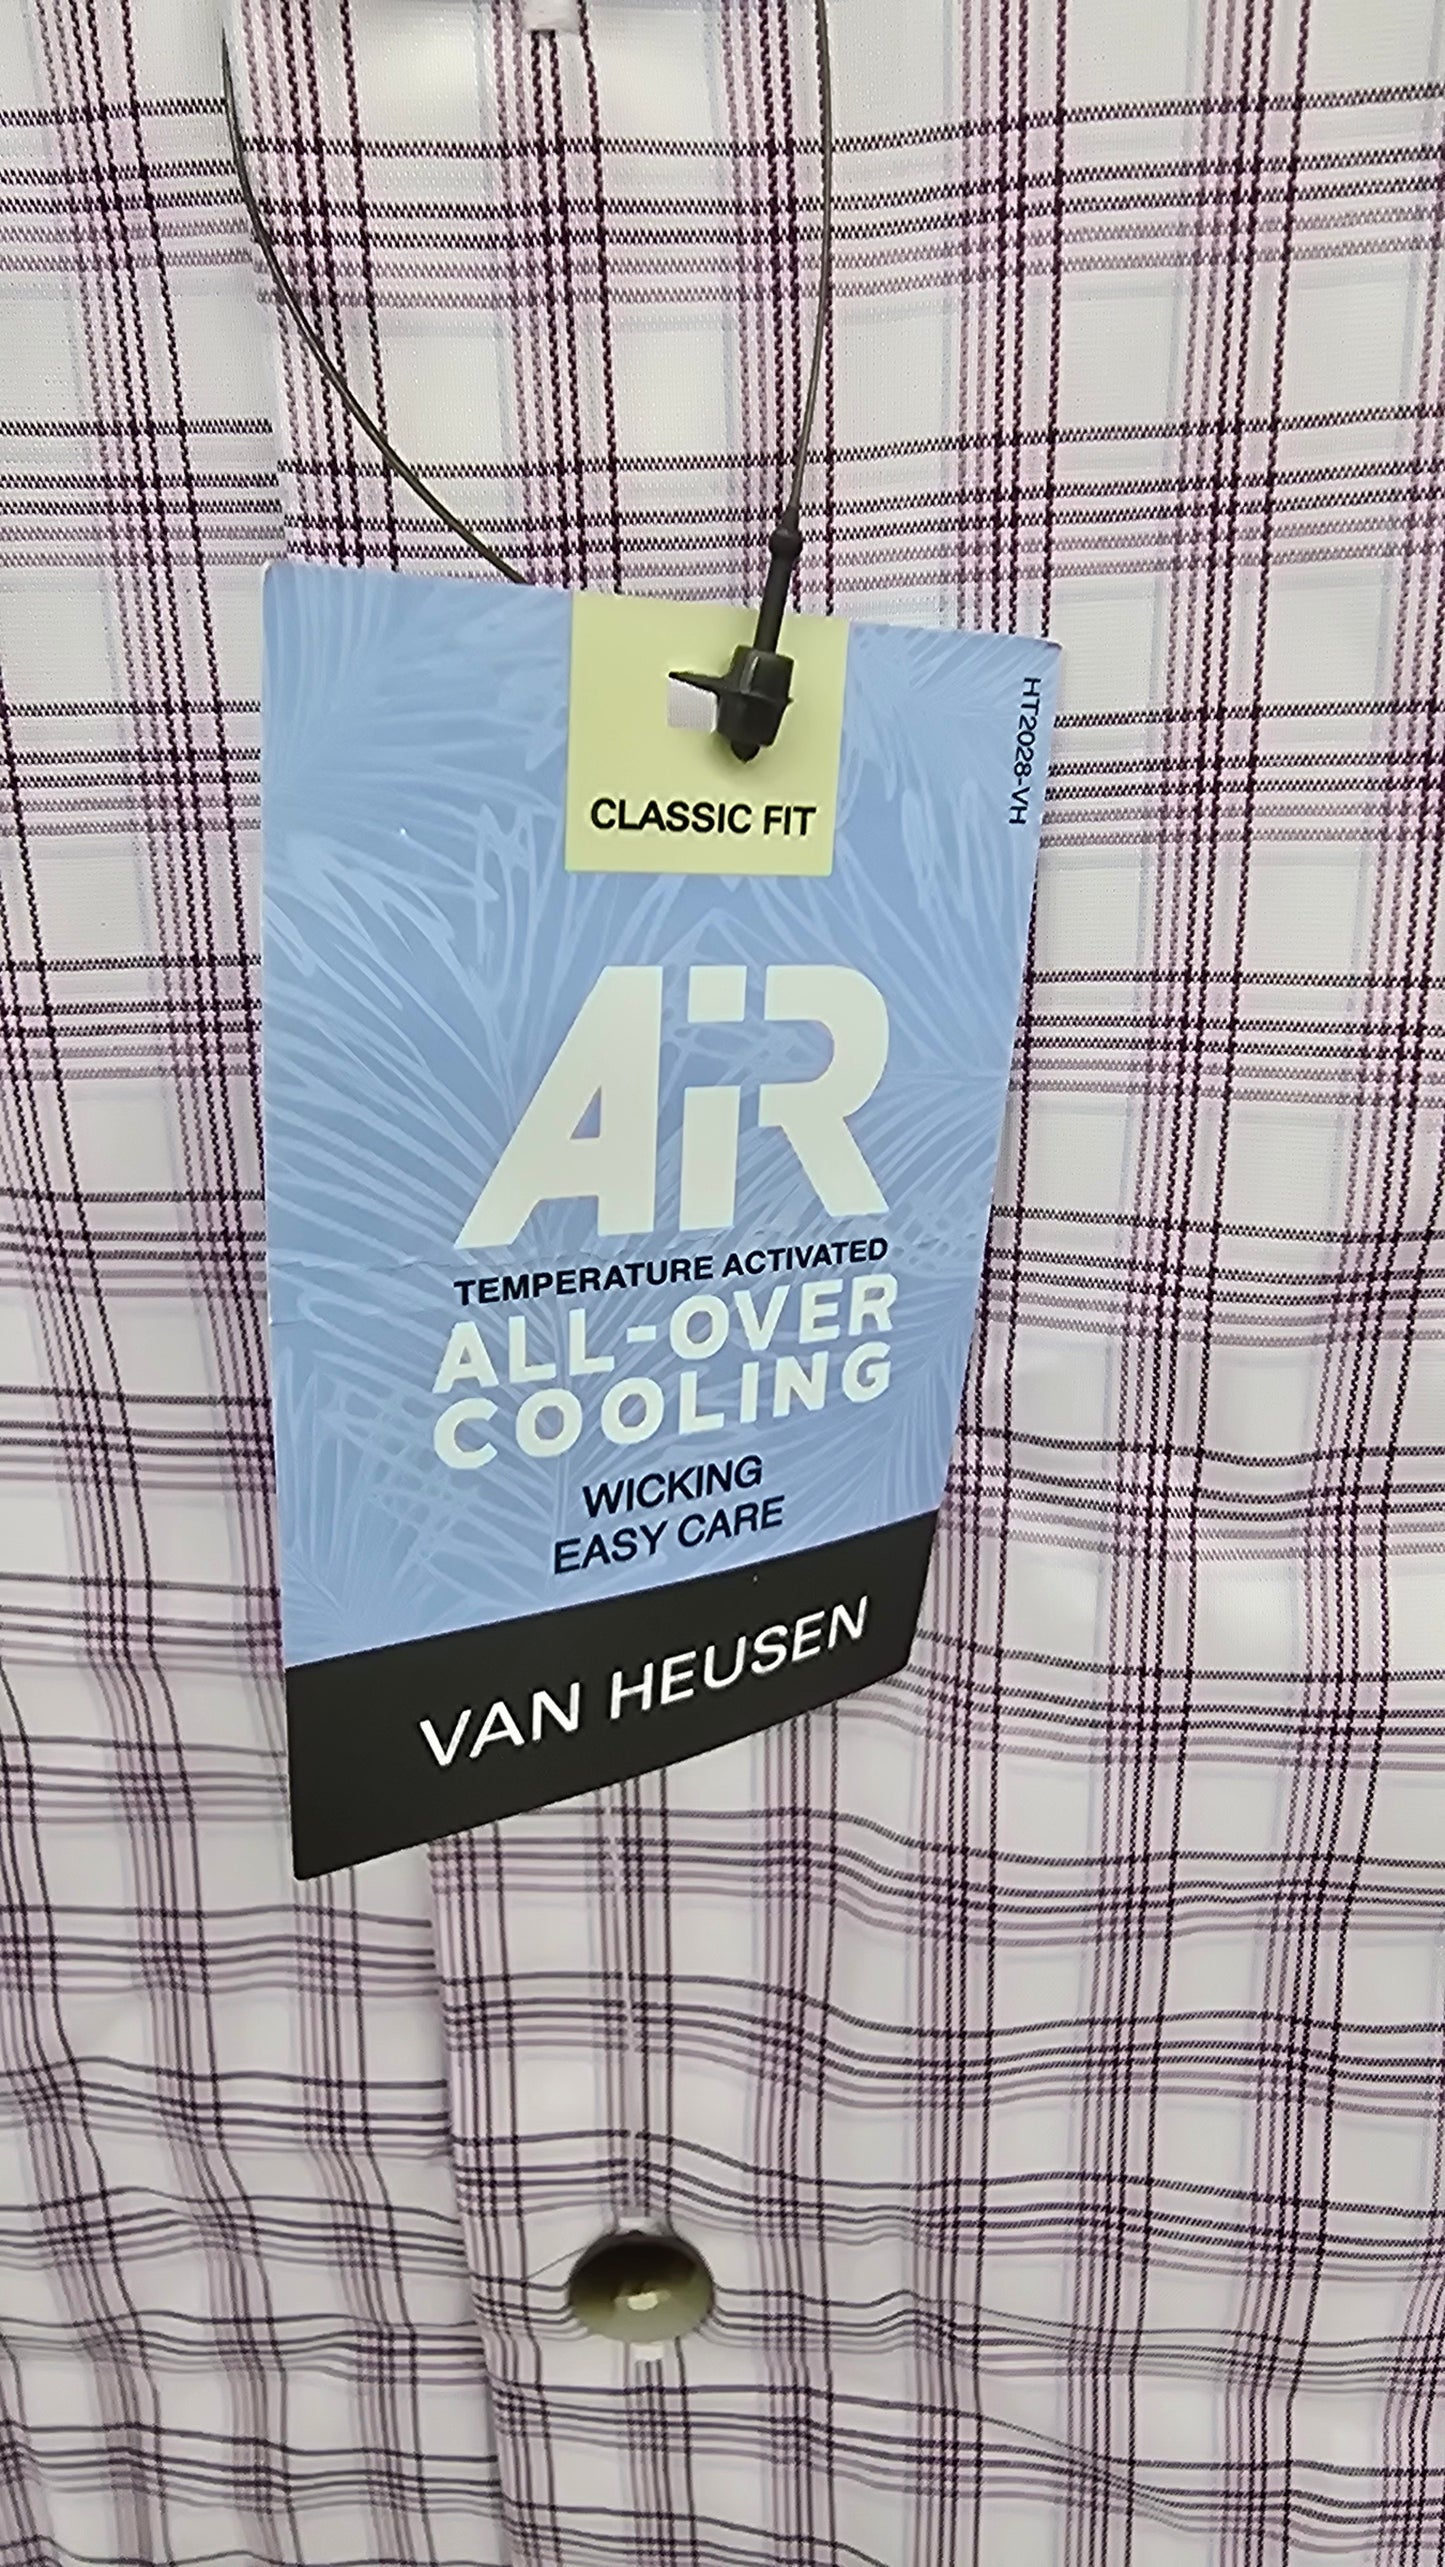 CLASSIC FIT
HT2028-VH
AIR
TEMPERATURE ACTIVATED
ALL-OVER
COOLING
WICKING
EASY CARE
VAN HEUSEN